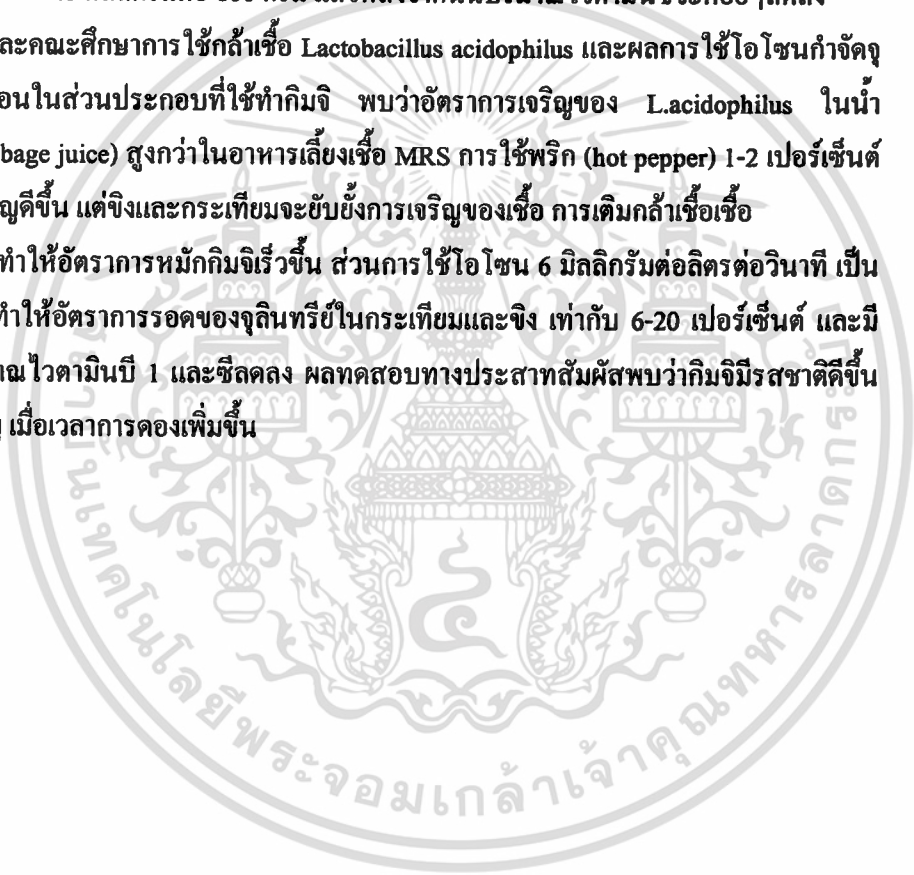 ละคณะศึกษาการใช้กล้าเชื้อ Lactobacillus acidophilus และผลการใช้โอโซนกำจัดจุ
อนในส่วนประกอบที่ใช้ทำกิมจิ พบว่าอัตราการเจริญของ L.acidophilus ในน้ำ
bage juice) สูงกว่าในอาหารเลี้ยงเชื้อ MRS การใช้พริก (hot pepper) 1-2 เปอร์เซ็นต์
ญดีขึ้น แต่ขิงและกระเทียมจะยับยั้งการเจริญของเชื้อ การเติมกล้าเชื้อเชื้อ
ทำให้อัตราการหมักกิมจิเร็วขึ้น ส่วนการใช้โอโซน 6 มิลลิกรัมต่อลิตรต่อวินาที เป็น
ทำให้อัตราการรอดของจุลินทรีย์ในกระเทียมและขิง เท่ากับ 6-20 เปอร์เซ็นต์ และมี
าณไวตามินบี 1 และซีลดลง ผลทดสอบทางประสาทสัมผัสพบว่ากิมจิมีรสชาติดีขึ้น
เมื่อเวลาการดองเพิ่มขึ้น
นเทคโนโลยีพระจอมเกล้าเจ้าคุณทหารลาดกระบัง